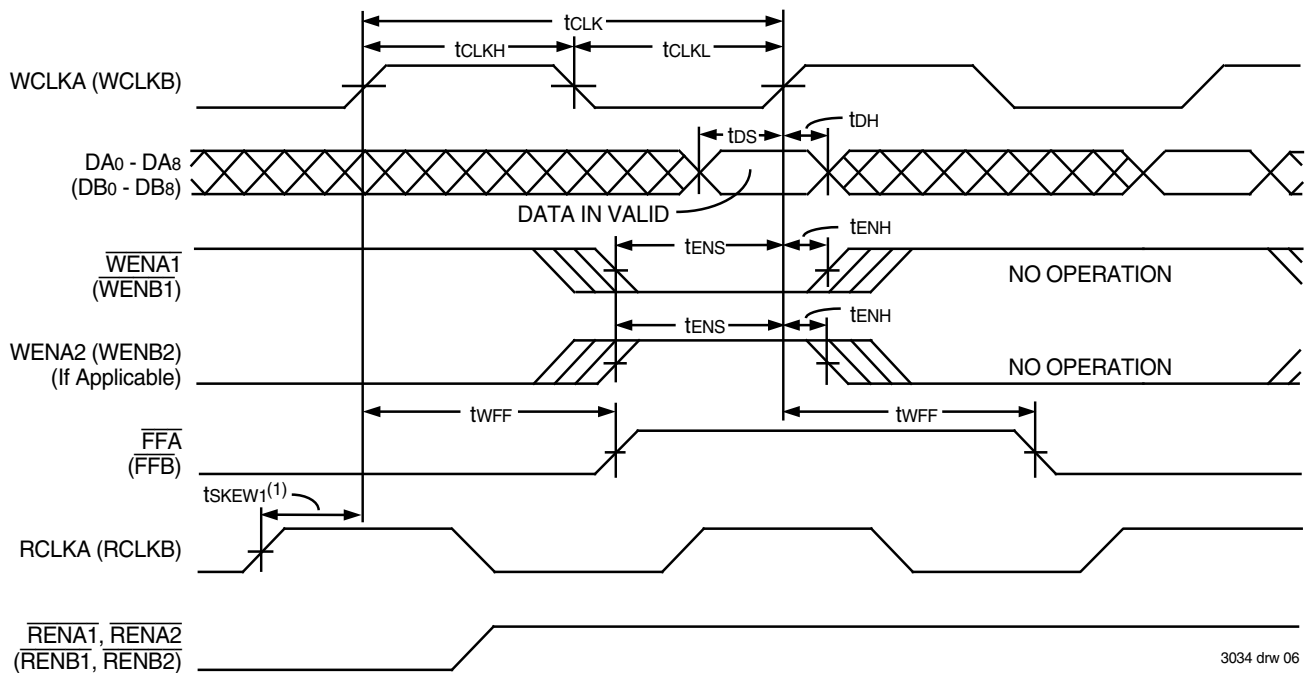 tCLK
tCLKH
tCLKL
WCLKA (WCLKB)
tDS
tDH
DA0 - DA8
(DB0 - DB8)
DATA IN VALID
tENS
tENH
WENA1
(WENB1)
NO OPERATION
tENS
tENH
WENA2 (WENB2)
(If Applicable)
NO OPERATION
tWFF
tWFF
FFA
(FFB)
tSKEW1(1)
RCLKA (RCLKB)
RENA1, RENA2
(RENB1, RENB2)
3034 drw 06